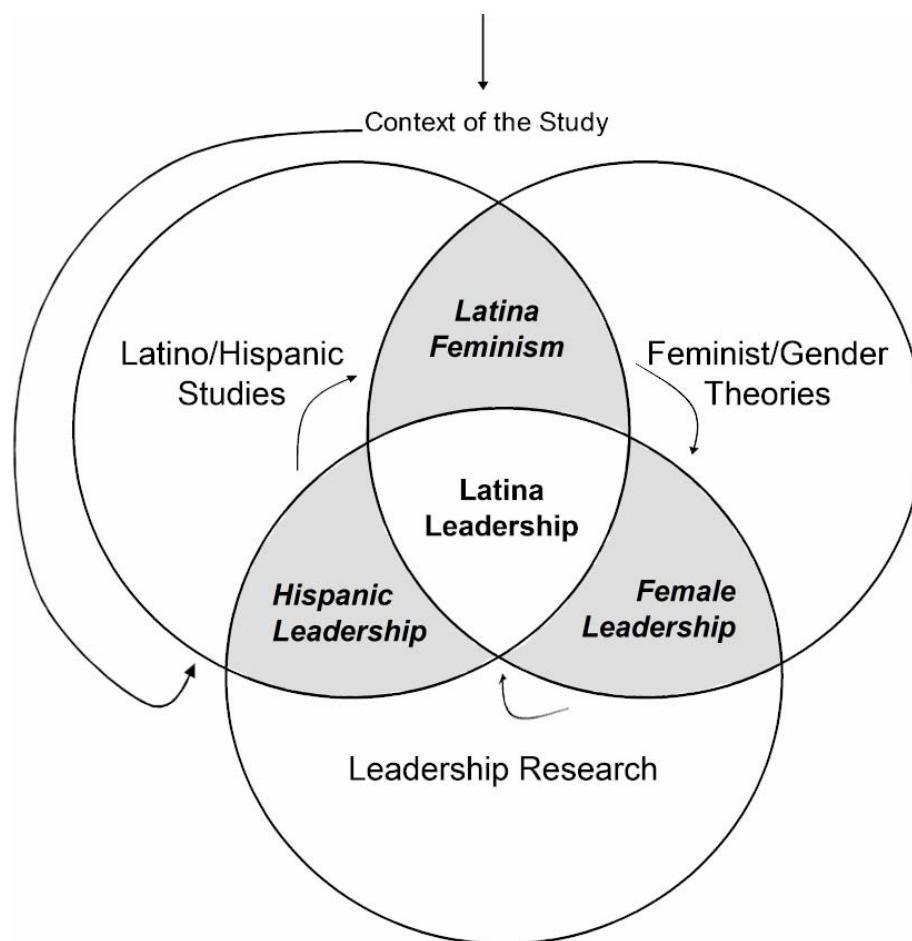 Context of the Study
Latina
Feminism
Latino/Hispanic
Studies
Feminist/Gender
Theories
Latina
Leadership
Hispanic
Leadership
Female
Leadership
Leadership Research